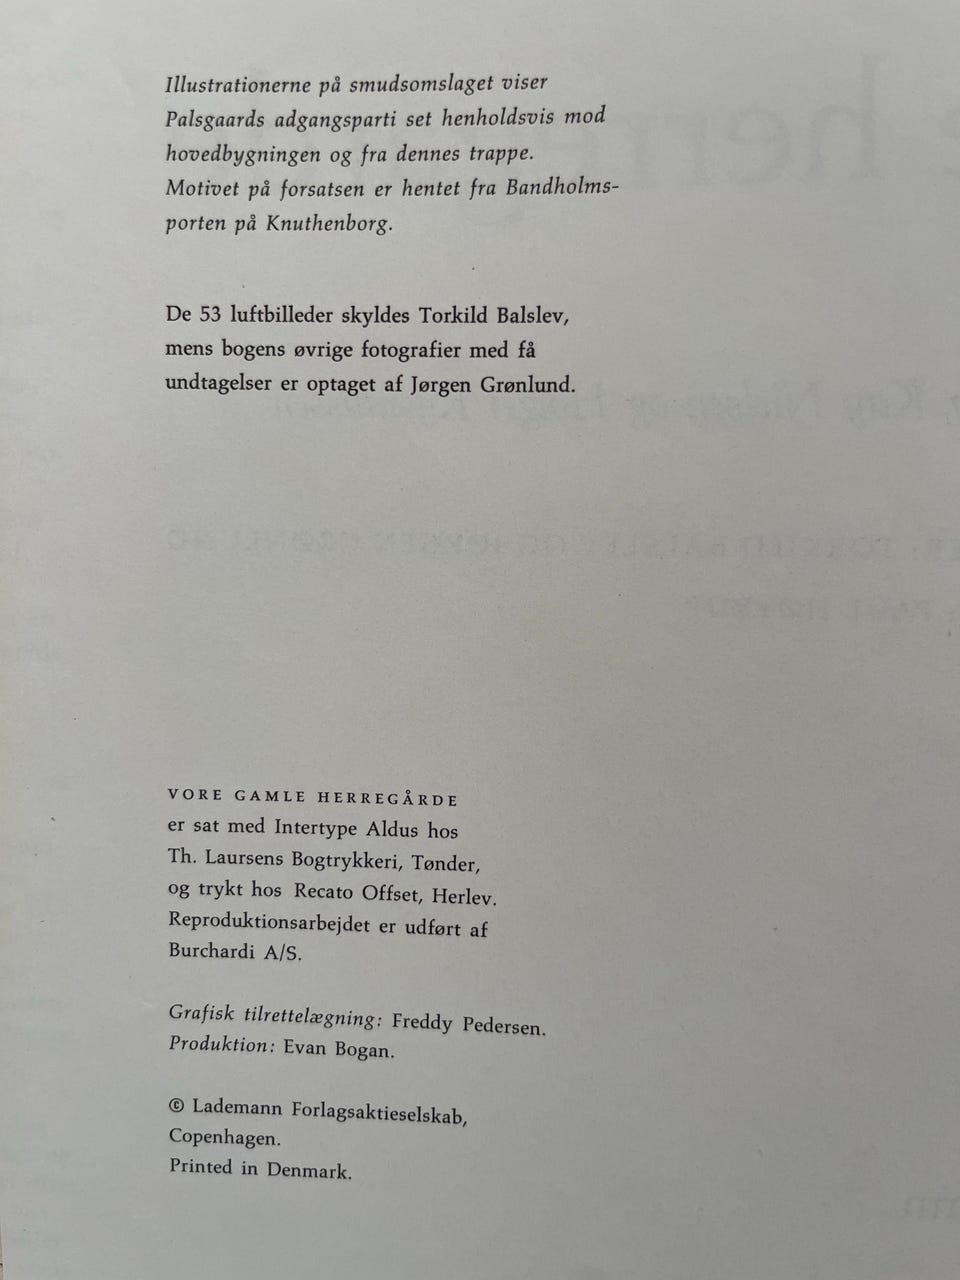 Illustrationerne på smudsomslaget viser
Palsgaards adgangsparti set henholdsvis mod
hovedbygningen og fra dennes trappe.
Motivet på forsatsen er hentet fra Bandholms-
porten på Knuthenborg.
De 53 luftbilleder skyldes Torkild Balslev,
mens bogens øvrige fotografier med få
undtagelser er optaget af Jørgen Grønlund.
VORE GAMLE HERREGÅRDE
er sat med Intertype Aldus hos
Th. Laursens Bogtrykkeri, Tønder,
og trykt hos Recato Offset, Herlev.
Reproduktionsarbejdet er udført af
Burchardi A/S.
Grafisk tilrettelægning: Freddy Pedersen.
Produktion: Evan Bogan.
© Lademann Forlagsaktieselskab,
Copenhagen.
Printed in Denmark.